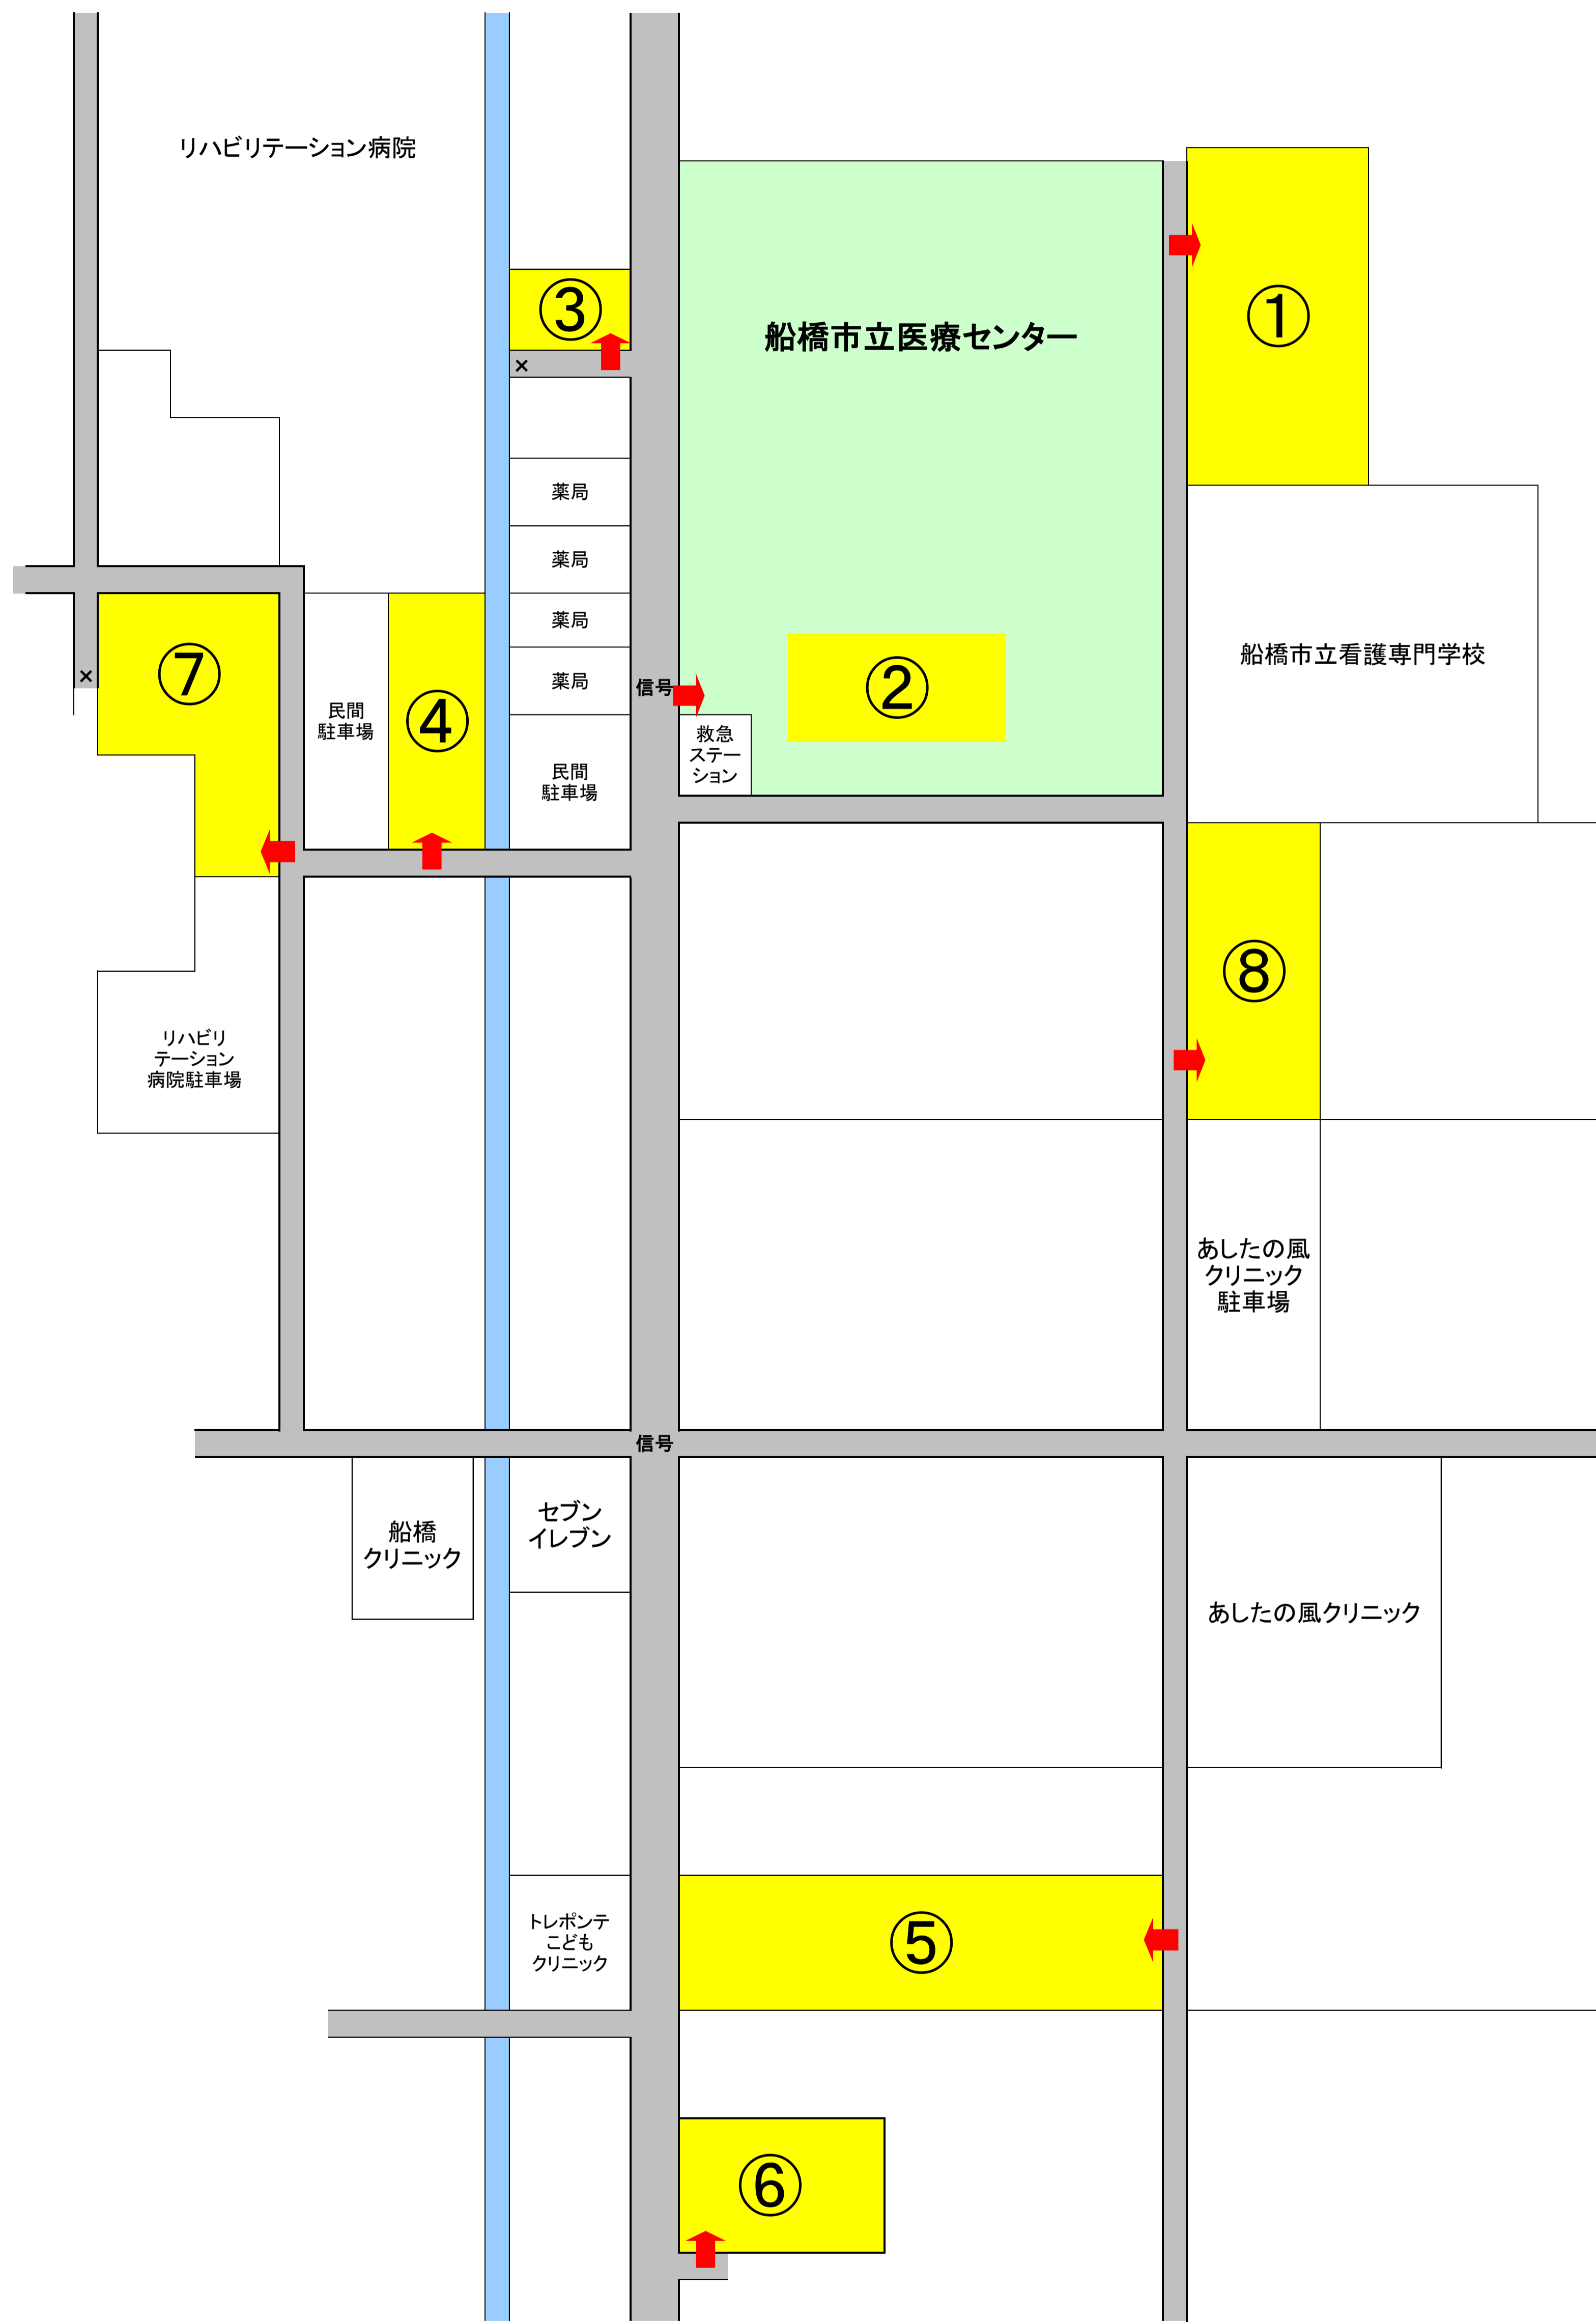 リハビリテーション病院
③
船橋市立医療センター
①
×
薬局
薬局
薬局
薬局
船橋市立看護専門学校
⑦
×
民間
駐車場
④
信号
②
救急
ステー
ション
民間
駐車場
⑧
リハビリ
テーション
病院駐車場
あしたの風
クリニック
駐車場
信号
船橋
クリニック
セブン
イレブン
あしたの風クリニック
トレポンテ
こども
クリニック
⑤
⑥